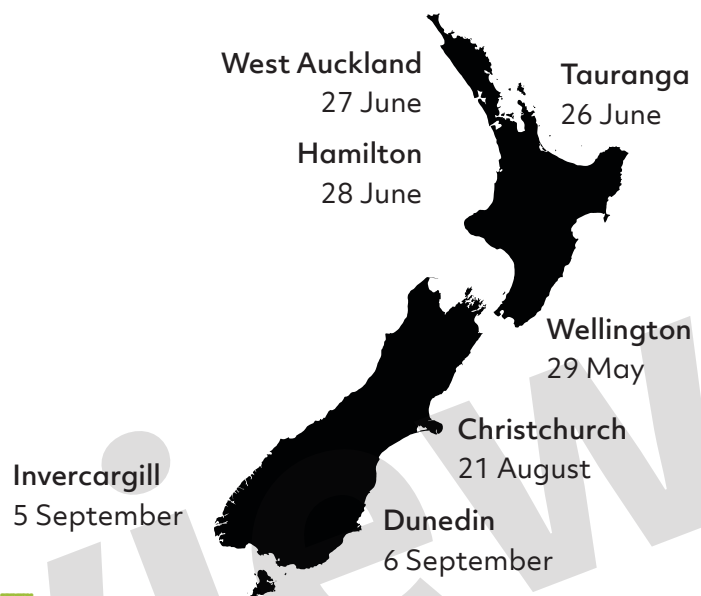 West Auckland
27 June
Tauranga
26 June
Hamilton
28 June
Wellington
29 May
Christchurch
21 August
Invercargill
5 September
Dunedin
6 September
view